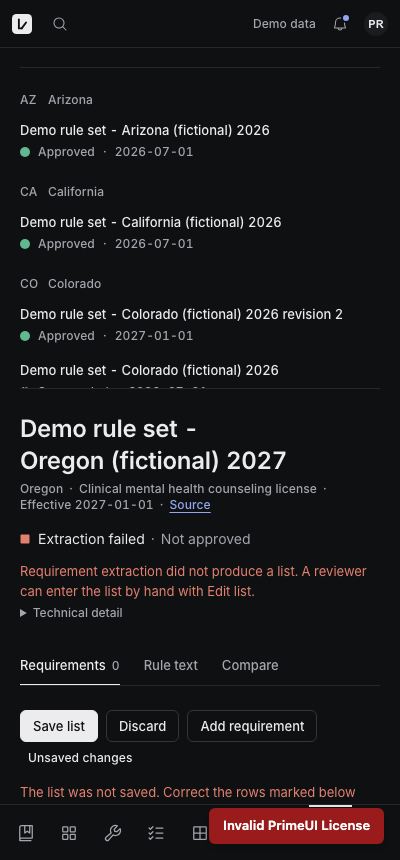 Demo data
PR
AZ Arizona
Demo rule set - Arizona (fictional) 2026
Approved · 2026-07-01
CA California
Demo rule set - California (fictional) 2026
Approved · 2026-07-01
CO Colorado
Demo rule set - Colorado (fictional) 2026 revision 2
Approved · 2027-01-01
Demo rule set - Colorado (fictional) 2026
Demo rule set -
Oregon (fictional) 2027
Oregon · Clinical mental health counseling license ·
Effective 2027-01-01 · Source
Extraction failed · Not approved
Requirement extraction did not produce a list. A reviewer
can enter the list by hand with Edit list.
Technical detail
Requirements 0 Rule text Compare
Save list Discard Add requirement
Unsaved changes
The list was not saved. Correct the rows marked below
Invalid PrimeUI License